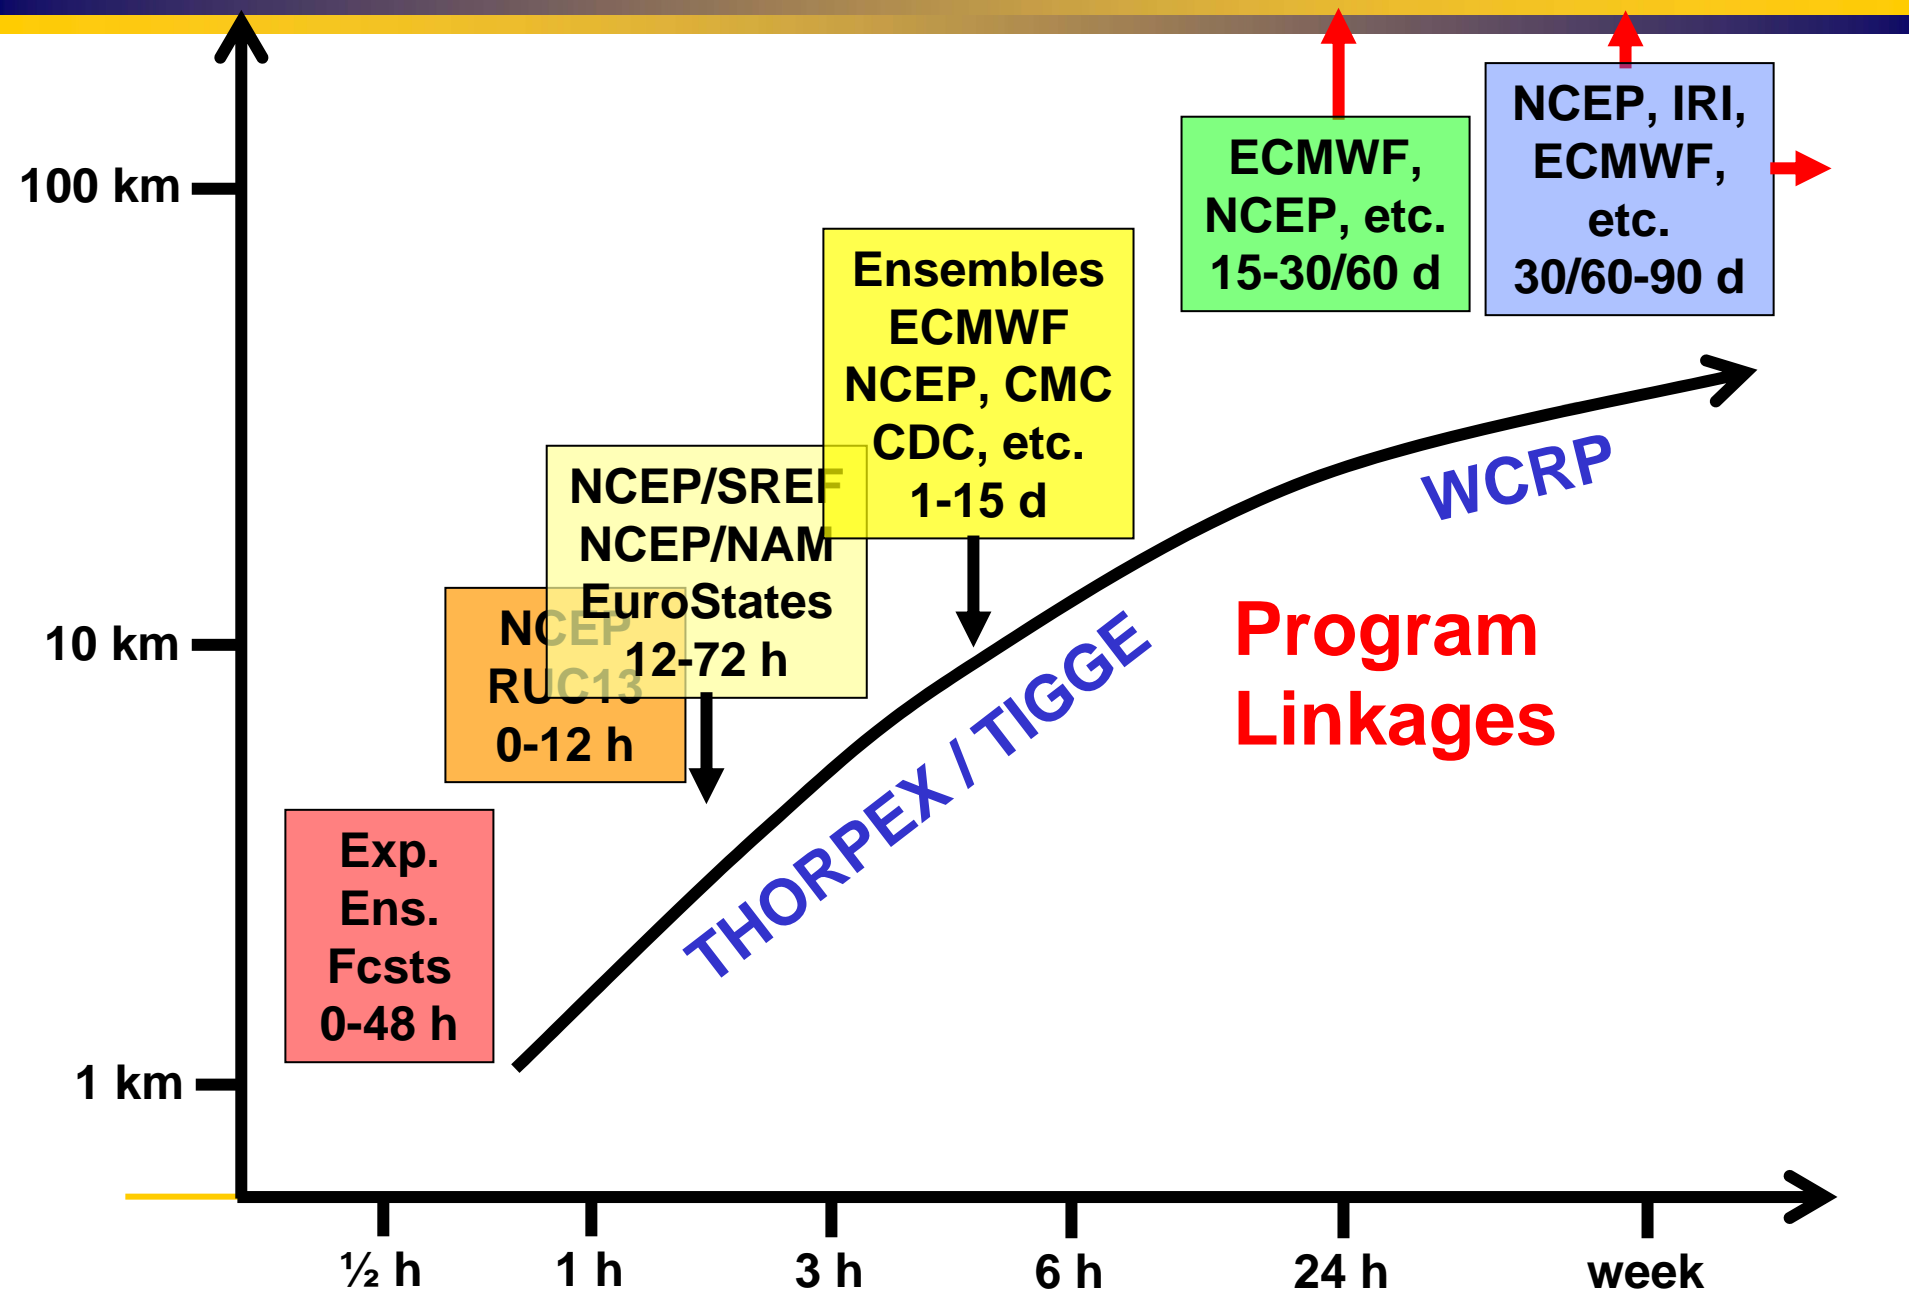 100 km
10 km
1 km
½ h
1 h
3 h
6 h
24 h
week
Exp.
Ens.
Fcsts
0-48 h
NCEP
RUC13
0-12 h
NCEP/SREF
NCEP/NAM
EuroStates
12-72 h
Ensembles
ECMWF
NCEP, CMC
CDC, etc.
1-15 d
ECMWF,
NCEP, etc.
15-30/60 d
NCEP, IRI,
ECMWF,
etc.
30/60-90 d
THORPEX / TIGGE
WCRP
Program
Linkages